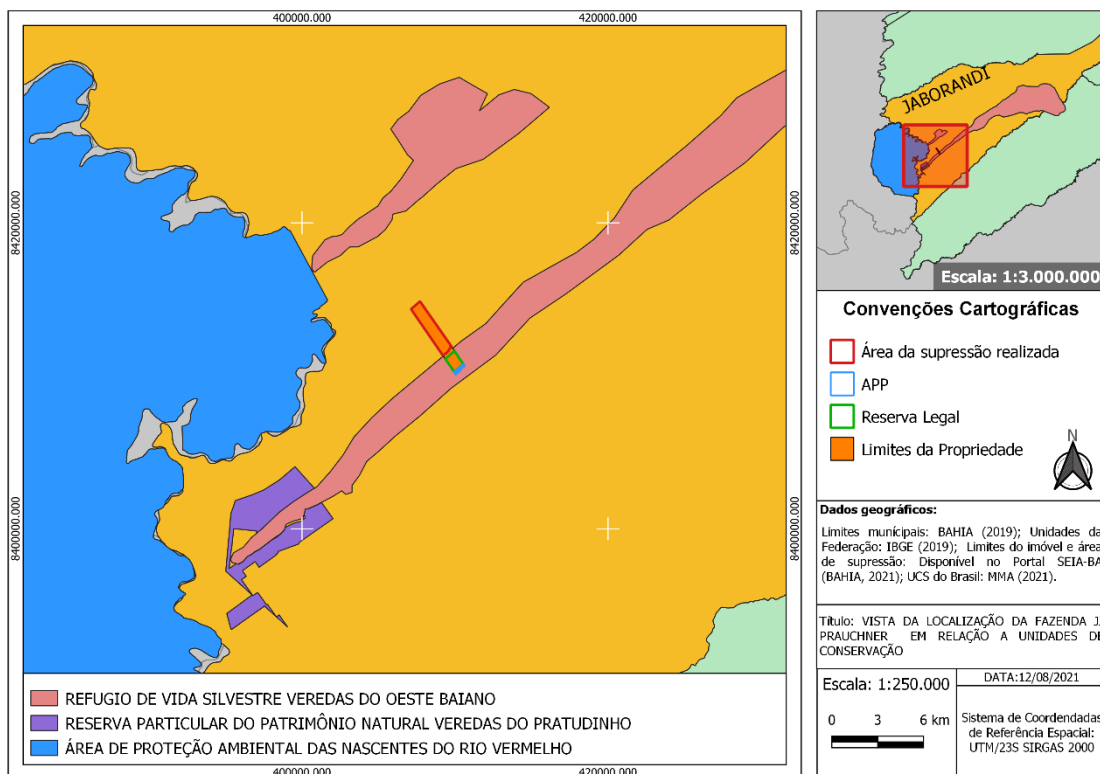 400000.000 420000.000
8420000.000 8420000.000
8400000.000 8400000.000
REFUGIO DE VIDA SILVESTRE VEREDAS DO OESTE BAIANO
RESERVA PARTICULAR DO PATRIMÔNIO NATURAL VEREDAS DO PRATUDINHO
ÁREA DE PROTEÇÃO AMBIENTAL DAS NASCENTES DO RIO VERMELHO
400000.000 420000.000
JABORANDI
Escala: 1:3.000.000
Convenções Cartográficas
Área da supressão realizada
APP
Reserva Legal
Limites da Propriedade
N
Dados geográficos:
Limites munícipais: BAHIA (2019); Unidades da
Federação: IBGE (2019); Limites do imóvel e área
de supressão: Disponível no Portal SEIA-BA
(BAHIA, 2021); UCS do Brasil: MMA (2021).
Título: VISTA DA LOCALIZAÇÃO DA FAZENDA
PRAUCHNER EM RELAÇÃO A UNIDADES DE
CONSERVAÇÃO
Escala: 1:250.000
0 3 6 km
DATA:12/08/2021
Sistema de Coordendadas
de Referência Espacial:
UTM/23S SIRGAS 2000